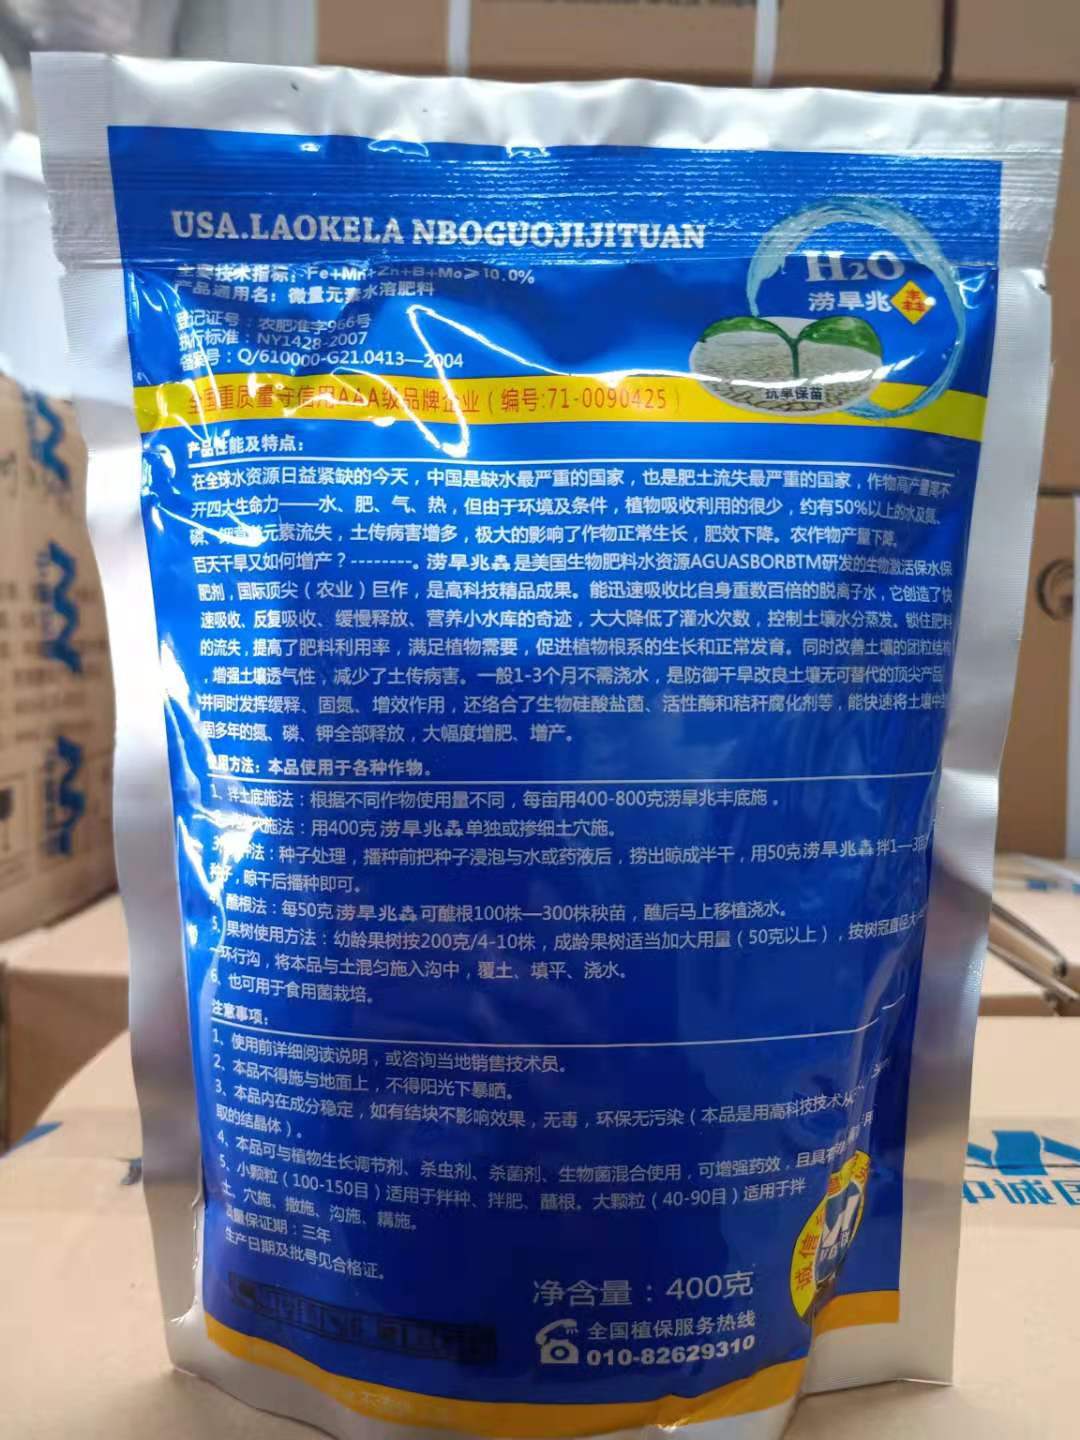 USA.LAOKELA NBOGUOJIJITUAN
H2O
涝旱兆
抗旱保苗
主要技术指标：Fe+Mn+Zn+B+Mo≥10.0%
产品通用名：微量元素水溶肥料
登记证号：农肥准字966号
执行标准：NY1428-2007
备案号：Q/610000-G21.0413—2004
全国重质量守信用AAA级品牌企业（编号:71-0090425）
产品性能及特点：
在全球水资源日益紧缺的今天，中国是缺水最严重的国家，也是肥土流失最严重的国家，作物高产量离不
开四大生命力——水、肥、气、热，但由于环境及条件，植物吸收利用的很少，约有50%以上的水及氮、
磷、元素流失，土传病害增多，极大的影响了作物正常生长，肥效下降。农作物产量下降。
百天干旱又如何增产？--------。涝旱兆是美国生物肥料水资源AGUASBORBTM研发的生物激活保水保
肥剂，国际顶尖（农业）巨作，是高科技精品成果。能迅速吸收比自身重数百倍的脱离子水，它创造了快
速吸收、反复吸收、缓慢释放、营养小水库的奇迹，大大降低了灌水次数，控制土壤水分蒸发。锁住肥料
的流失，提高了肥料利用率，满足植物需要，促进植物根系的生长和正常发育。同时改善土壤的团粒结构
，增强土壤透气性，减少了土传病害。一般1-3个月不需浇水，是防御干旱改良土壤无可替代的顶尖产品
并同时发挥缓释、固氮、增效作用，还络合了生物硅酸盐菌、活性酶和秸秆腐化剂等，能快速将土壤中
固多年的氮、磷、钾全部释放，大幅度增肥、增产。
使用方法：本品使用于各种作物。
1、拌土底施法：根据不同作物使用量不同，每亩用400-800克涝旱兆丰底施。
施法：用400克涝旱兆单独或掺细土穴施。
3、种法：种子处理，播种前把种子浸泡与水或药液后，捞出晾成半干，用50克涝旱兆拌1—3
种子，晾干后播种即可。
4、蘸根法：每50克涝旱兆可蘸根100株—300株秧苗，蘸后马上移植浇水。
5、果树使用方法：幼龄果树按200克/4-10株，成龄果树适当加大用量（50克以上），按树冠直径大
一环行沟，将本品与土混匀施入沟中，覆土、填平、浇水。
6、也可用于食用菌栽培。
注意事项：
1、使用前详细阅读说明，或咨询当地销售技术员。
2、本品不得施与地面上，不得阳光下暴晒。
3、本品内在成分稳定，如有结块不影响效果，无毒，环保无污染（本品是用高科技技术从
取的结晶体）。
4、本品可与植物生长调节剂、杀虫剂、杀菌剂、生物菌混合使用，可增强药效，且具有
5、小颗粒（100-150目）适用于拌种、拌肥、蘸根。大颗粒（40-90目）适用于拌
土、穴施、撒施、沟施、耩施。
质量保证期：三年
生产日期及批号见合格证。
诚信
净含量：400克
全国植保服务热线
010-82629310
中诚国